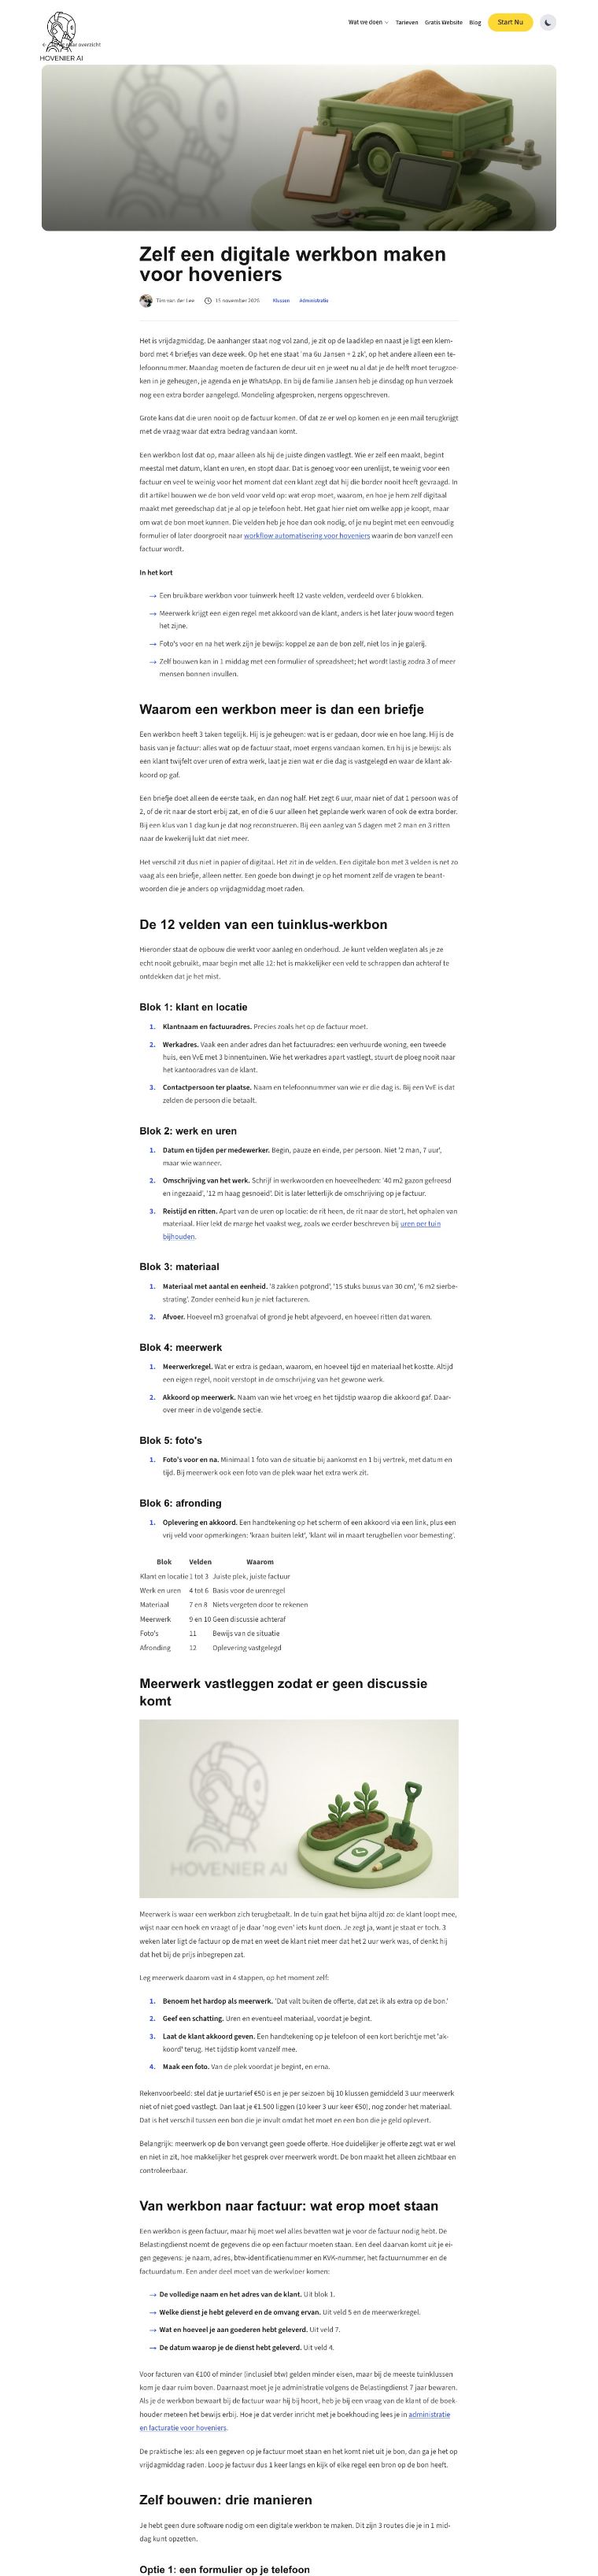 Wat we doen
Tarieven
Gratis Website
Blog
Start Nu
HOVENIER AI
Zelf een digitale werkbon maken
voor hoveniers
Tim van der Lee
15 november 2025
Klussen
Administratie
Het is vrijdagmiddag. De aanhanger staat nog vol zand, je zit op de laadklep en naast je ligt een klem-
bord met 4 briefjes van deze week. Op het ene staat 'ma 6u Jansen + 2 zk', op het andere alleen een te-
lefoonnummer. Maandag moeten de facturen de deur uit en je weet nu al dat je de helft moet terugzoe-
ken in je geheugen, je agenda en je WhatsApp. En bij de familie Jansen heb je dinsdag op hun verzoek
nog een extra border aangelegd. Mondeling afgesproken, nergens opgeschreven.
Grote kans dat die uren nooit op de factuur komen. Of dat ze er wel op komen en je een mail terugkrijgt
met de vraag waar dat extra bedrag vandaan komt.
Een werkbon lost dat op, maar alleen als hij de juiste dingen vastlegt. Wie er zelf een maakt, begint
meestal met datum, klant en uren, en stopt daar. Dat is genoeg voor een urenlijst, te weinig voor een
factuur en veel te weinig voor het moment dat een klant zegt dat hij die border nooit heeft gevraagd. In
dit artikel bouwen we de bon veld voor veld op: wat erop moet, waarom, en hoe je hem zelf digitaal
maakt met gereedschap dat je al op je telefoon hebt. Het gaat hier niet om welke app je koopt, maar
om wat de bon moet kunnen. Die velden heb je hoe dan ook nodig, of je nu begint met een eenvoudig
formulier of later doorgroeit naar workflow automatisering voor hoveniers waarin de bon vanzelf een
factuur wordt.
In het kort
→ Een bruikbare werkbon voor tuinwerk heeft 12 vaste velden, verdeeld over 6 blokken.
→ Meerwerk krijgt een eigen regel met akkoord van de klant, anders is het later jouw woord tegen
het zijne.
→ Foto's voor en na het werk zijn je bewijs: koppel ze aan de bon zelf, niet los in je galerij.
→ Zelf bouwen kan in 1 middag met een formulier of spreadsheet; het wordt lastig zodra 3 of meer
mensen bonnen invullen.
Waarom een werkbon meer is dan een briefje
Een werkbon heeft 3 taken tegelijk. Hij is je geheugen: wat is er gedaan, door wie en hoe lang. Hij is de
basis van je factuur: alles wat op de factuur staat, moet ergens vandaan komen. En hij is je bewijs: als
een klant twijfelt over uren of extra werk, laat je zien wat er die dag is vastgelegd en waar de klant ak-
koord op gaf.
Een briefje doet alleen de eerste taak, en dan nog half. Het zegt 6 uur, maar niet of dat 1 persoon was of
2, of de rit naar de stort erbij zat, en of die 6 uur alleen het geplande werk waren of ook de extra border.
Bij een klus van 1 dag kun je dat nog reconstrueren. Bij een aanleg van 5 dagen met 2 man en 3 ritten
naar de kwekerij lukt dat niet meer.
Het verschil zit dus niet in papier of digitaal. Het zit in de velden. Een digitale bon met 3 velden is net zo
vaag als een briefje, alleen netter. Een goede bon dwingt je op het moment zelf de vragen te beant-
woorden die je anders op vrijdagmiddag moet raden.
De 12 velden van een tuinklus-werkbon
Hieronder staat de opbouw die werkt voor aanleg en onderhoud. Je kunt velden weglaten als je ze
echt nooit gebruikt, maar begin met alle 12: het is makkelijker een veld te schrappen dan achteraf te
ontdekken dat je het mist.
Blok 1: klant en locatie
1. Klantnaam en factuuradres. Precies zoals het op de factuur moet.
2. Werkadres. Vaak een ander adres dan het factuuradres: een verhuurde woning, een tweede
huis, een VvE met 3 binnentuinen. Wie het werkadres apart vastlegt, stuurt de ploeg nooit naar
het kantooradres van de klant.
3. Contactpersoon ter plaatse. Naam en telefoonnummer van wie er die dag is. Bij een VvE is dat
zelden de persoon die betaalt.
Blok 2: werk en uren
1. Datum en tijden per medewerker. Begin, pauze en einde, per persoon. Niet '2 man, 7 uur',
maar wie wanneer.
2. Omschrijving van het werk. Schrijf in werkwoorden en hoeveelheden: '40 m2 gazon gefreesd
en ingezaaid', '12 m haag gesnoeid'. Dit is later letterlijk de omschrijving op je factuur.
3. Reistijd en ritten. Apart van de uren op locatie: de rit heen, de rit naar de stort, het ophalen van
materiaal. Hier lekt de marge het vaakst weg, zoals we eerder beschreven bij uren per tuin
bijhouden.
Blok 3: materiaal
1. Materiaal met aantal en eenheid. '8 zakken potgrond', '15 stuks buxus van 30 cm', '6 m2 sierbe-
strating'. Zonder eenheid kun je niet factureren.
2. Afvoer. Hoeveel m3 groenafval of grond je hebt afgevoerd, en hoeveel ritten dat waren.
Blok 4: meerwerk
1. Meerwerkregel. Wat er extra is gedaan, waarom, en hoeveel tijd en materiaal het kostte. Altijd
een eigen regel, nooit verstopt in de omschrijving van het gewone werk.
2. Akkoord op meerwerk. Naam van wie het vroeg en het tijdstip waarop die akkoord gaf. Daar-
over meer in de volgende sectie.
Blok 5: foto's
1. Foto's voor en na. Minimaal 1 foto van de situatie bij aankomst en 1 bij vertrek, met datum en
tijd. Bij meerwerk ook een foto van de plek waar het extra werk zit.
Blok 6: afronding
1. Oplevering en akkoord. Een handtekening op het scherm of een akkoord via een link, plus een
vrij veld voor opmerkingen: 'kraan buiten lekt', 'klant wil in maart terugbellen voor bemesting'.
Blok Velden Waarom
Klant en locatie 1 tot 3 Juiste plek, juiste factuur
Werk en uren 4 tot 6 Basis voor de urenregel
Materiaal 7 en 8 Niets vergeten door te rekenen
Meerwerk 9 en 10 Geen discussie achteraf
Foto's 11 Bewijs van de situatie
Afronding 12 Oplevering vastgelegd
Meerwerk vastleggen zodat er geen discussie
komt
HOVENIER AI
Meerwerk is waar een werkbon zich terugbetaalt. In de tuin gaat het bijna altijd zo: de klant loopt mee,
wijst naar een hoek en vraagt of je daar 'nog even' iets kunt doen. Je zegt ja, want je staat er toch. 3
weken later ligt de factuur op de mat en weet de klant niet meer dat het 2 uur werk was, of denkt hij
dat het bij de prijs inbegrepen zat.
Leg meerwerk daarom vast in 4 stappen, op het moment zelf:
1. Benoem het hardop als meerwerk. 'Dat valt buiten de offerte, dat zet ik als extra op de bon.'
2. Geef een schatting. Uren en eventueel materiaal, voordat je begint.
3. Laat de klant akkoord geven. Een handtekening op je telefoon of een kort berichtje met 'ak-
koord' terug. Het tijdstip komt vanzelf mee.
4. Maak een foto. Van de plek voordat je begint, en erna.
Rekenvoorbeeld: stel dat je uurtarief €50 is en je per seizoen bij 10 klussen gemiddeld 3 uur meerwerk
niet of niet goed vastlegt. Dan laat je €1.500 liggen (10 keer 3 uur keer €50), nog zonder het materiaal.
Dat is het verschil tussen een bon die je invult omdat het moet en een bon die je geld oplevert.
Belangrijk: meerwerk op de bon vervangt geen goede offerte. Hoe duidelijker je offerte zegt wat er wel
en niet in zit, hoe makkelijker het gesprek over meerwerk wordt. De bon maakt het alleen zichtbaar en
controleerbaar.
Van werkbon naar factuur: wat erop moet staan
Een werkbon is geen factuur, maar hij moet wel alles bevatten wat je voor de factuur nodig hebt. De
Belastingdienst noemt de gegevens die op een factuur moeten staan. Een deel daarvan komt uit je ei-
gen gegevens: je naam, adres, btw-identificatienummer en KVK-nummer, het factuurnummer en de
factuurdatum. Een ander deel moet van de werkvloer komen:
→ De volledige naam en het adres van de klant. Uit blok 1.
→ Welke dienst je hebt geleverd en de omvang ervan. Uit veld 5 en de meerwerkregel.
→ Wat en hoeveel je aan goederen hebt geleverd. Uit veld 7.
→ De datum waarop je de dienst hebt geleverd. Uit veld 4.
Voor facturen van €100 of minder (inclusief btw) gelden minder eisen, maar bij de meeste tuinklussen
kom je daar ruim boven. Daarnaast moet je je administratie volgens de Belastingdienst 7 jaar bewaren.
Als je de werkbon bewaart bij de factuur waar hij bij hoort, heb je bij een vraag van de klant of de boek-
houder meteen het bewijs erbij. Hoe je dat verder inricht met je boekhouding lees je in administratie
en facturatie voor hoveniers.
De praktische les: als een gegeven op je factuur moet staan en het komt niet uit je bon, dan ga je het op
vrijdagmiddag raden. Loop je factuur dus 1 keer langs en kijk of elke regel een bron op de bon heeft.
Zelf bouwen: drie manieren
Je hebt geen dure software nodig om een digitale werkbon te maken. Dit zijn 3 routes die je in 1 mid-
dag kunt opzetten.
Optie 1: een formulier op je telefoon